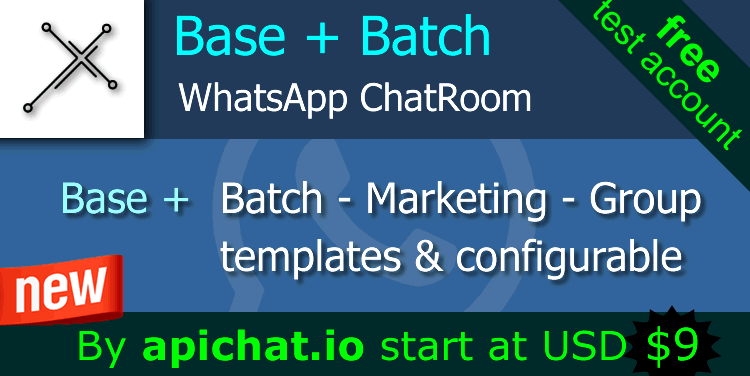 Base + Batch
WhatsApp ChatRoom
free
test account
Base + Batch - Marketing - Group
templates & configurable
new
By apichat.io start at USD $9